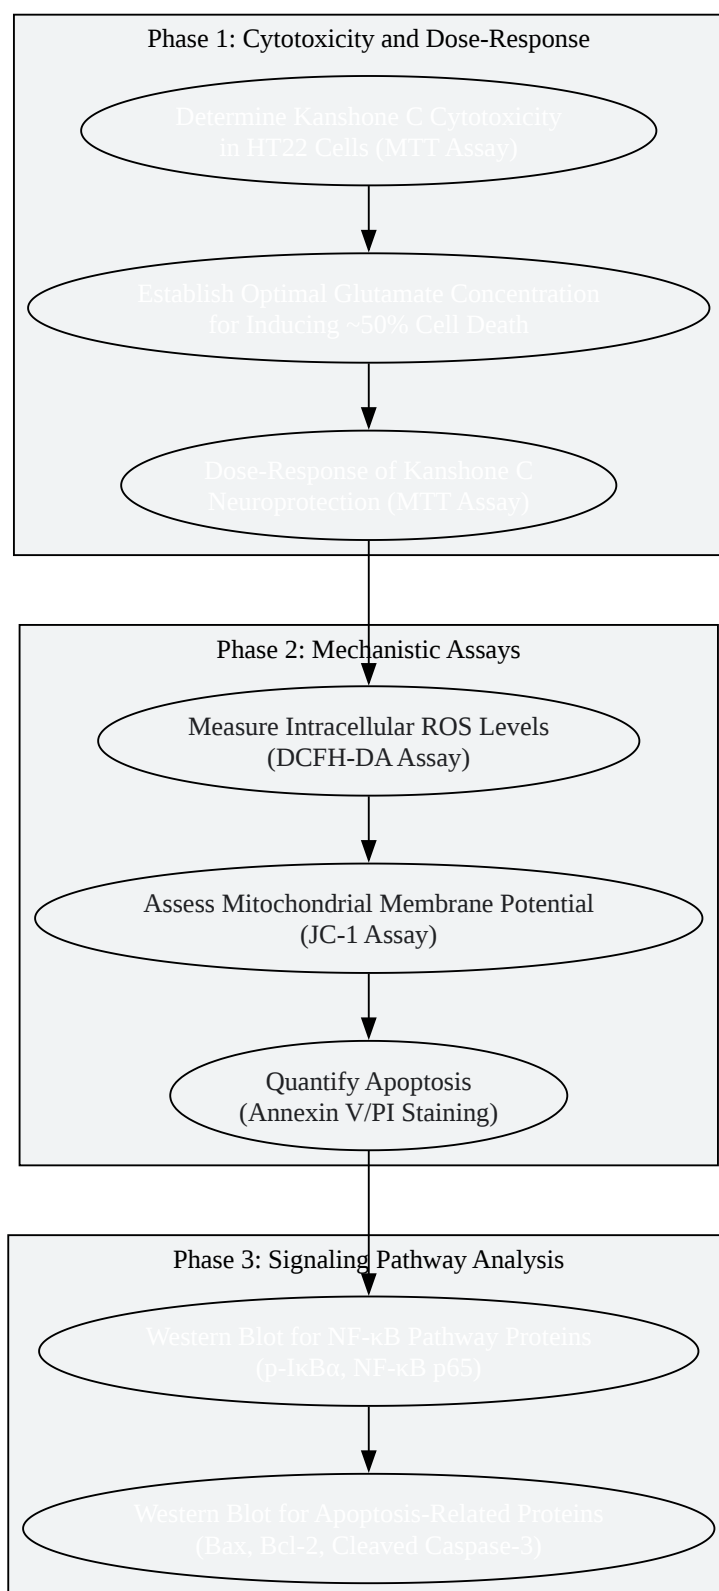 Phase 1: Cytotoxicity and Dose-Response
Determine Kanshone C Cytotoxicity
in HT22 Cells (MTT Assay)
Establish Optimal Glutamate Concentration
for Inducing ~50% Cell Death
Dose-Response of Kanshone C
Neuroprotection (MTT Assay)
Phase 2: Mechanistic Assays
Measure Intracellular ROS Levels
(DCFH-DA Assay)
Assess Mitochondrial Membrane Potential
(JC-1 Assay)
Quantify Apoptosis
(Annexin V/PI Staining)
Phase 3: Signaling Pathway Analysis
Western Blot for NF-κB Pathway Proteins
(p-IκBα, NF-κB p65)
Western Blot for Apoptosis-Related Proteins
(Bax, Bcl-2, Cleaved Caspase-3)